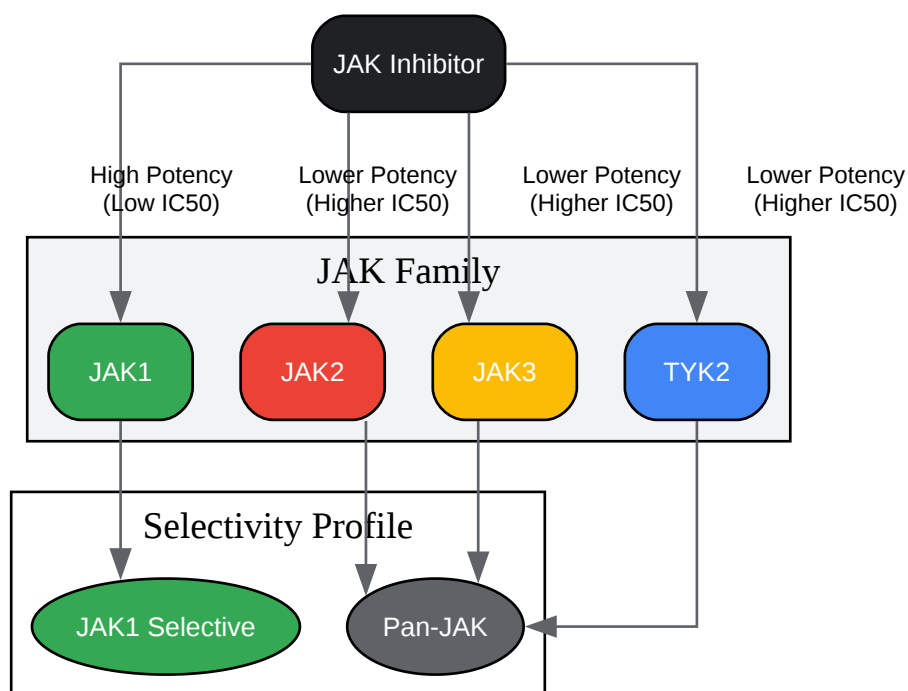 JAK Inhibitor
High Potency
(Low IC50)
Lower Potency
(Higher IC50)
Lower Potency
(Higher IC50)
Lower Potency
(Higher IC50)
JAK Family
JAK1
JAK2
JAK3
TYK2
Selectivity Profile
JAK1 Selective
Pan-JAK